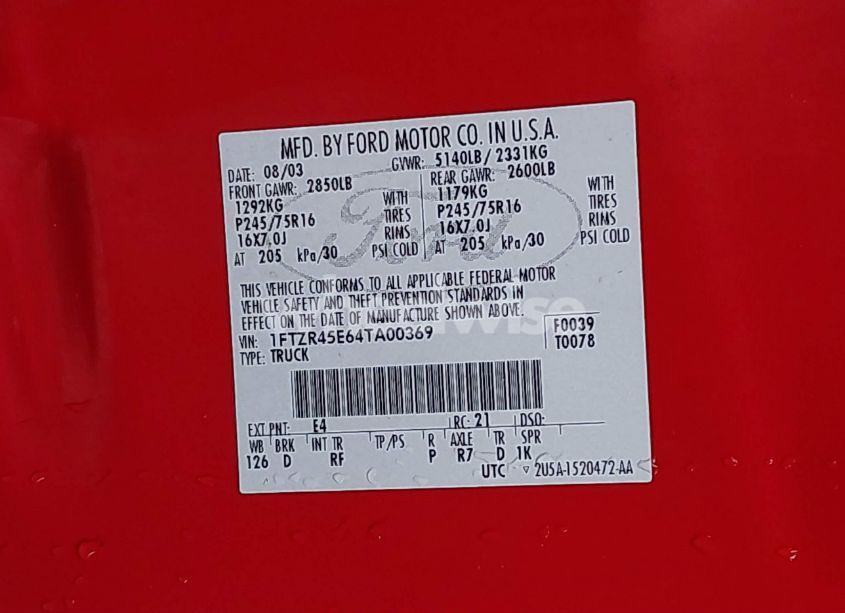 MFD. BY FORD MOTOR CO. IN U.S.A.
DATE: 08/03 GVWR: 5140LB/ 2331KG
FRONT GAWR: 2850LB REAR GAWR: 2600LB
1292KG WITH 1179KG WITH
P245/75R16 TIRES P245/75R16 TIRES
16X7.0J RIMS 16X7.0J RIMS
AT 205 kPa/30 PSI COLD AT 205 kPa/30 PSI COLD
Ford
THIS VEHICLE CONFORMS TO ALL APPLICABLE FEDERAL MOTOR
VEHICLE SAFETY AND THEFT PREVENTION STANDARDS IN
EFFECT ON THE DATE OF MANUFACTURE SHOWN ABOVE.
VIN: 1FTZR45E64TA00369 F0039
TYPE: TRUCK T0078
EXT PNT: E4 RC: 21 DSO:
WB BRK INT TR TP/PS R AXLE TR SPR
126 D RF P R7 D 1K
UTC ▿ 2U5A-1520472-AA